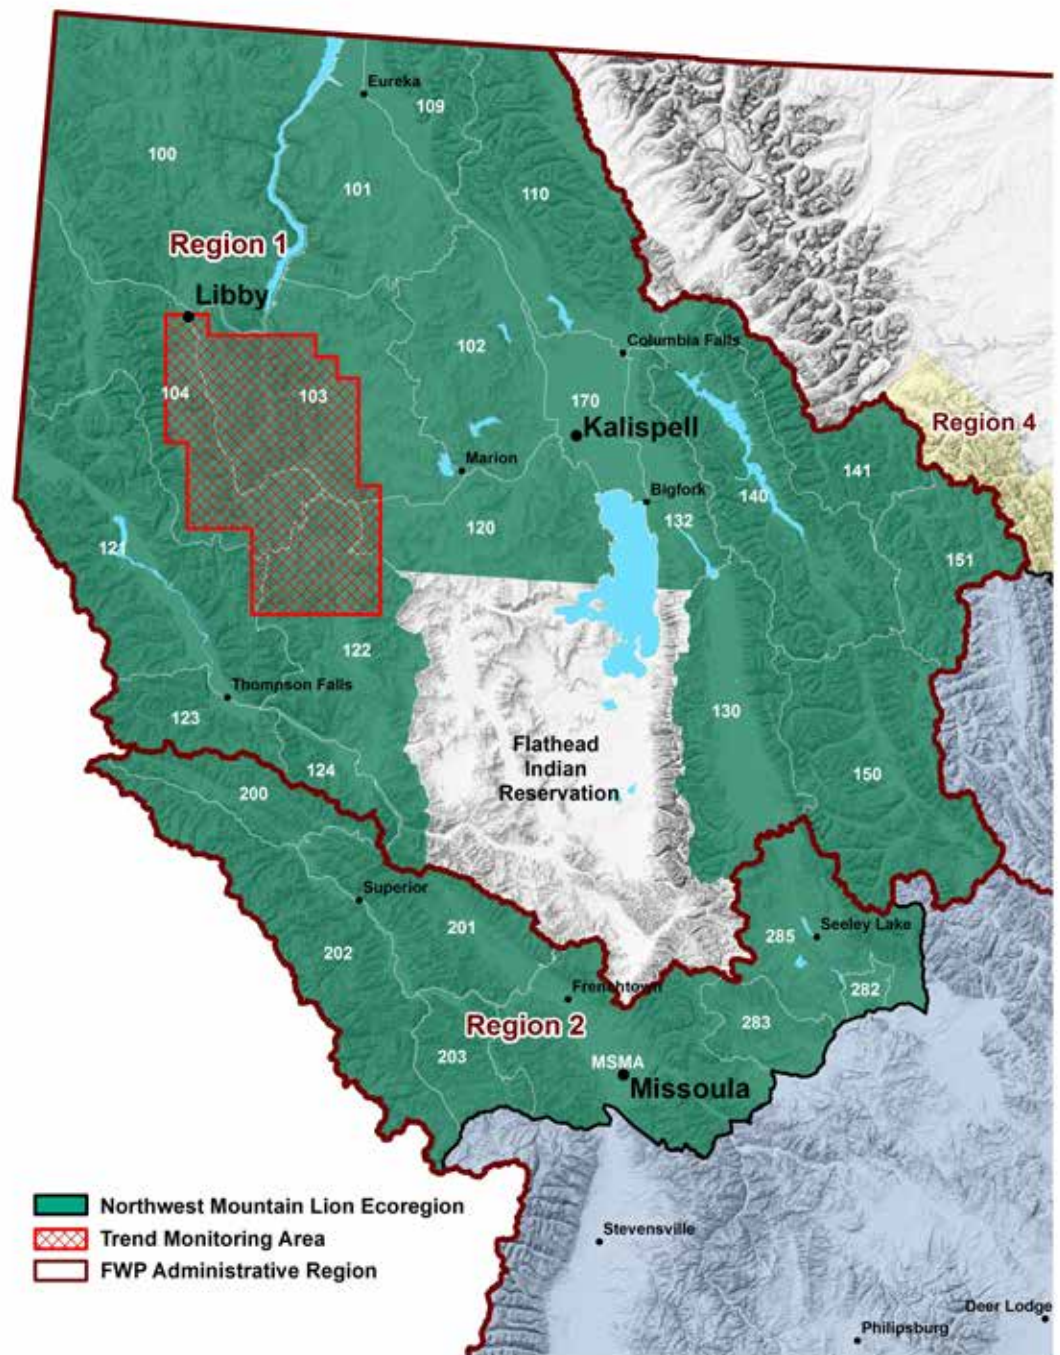 Eureka
109
100
101
110
Region 1
Libby
102
Columbia Falls
104
103
170
Kalispell
Region 4
Marion
141
Bigfork
140
120
132
121
151
122
Thompson Falls
123
130
Flathead
Indian
Reservation
124
150
200
Superior
201
285
Seeley Lake
202
Frenchtown
282
Region 2
283
203
MSMA
Missoula
Northwest Mountain Lion Ecoregion
Trend Monitoring Area
FWP Administrative Region
Stevensville
Deer Lodge
Philipsburg